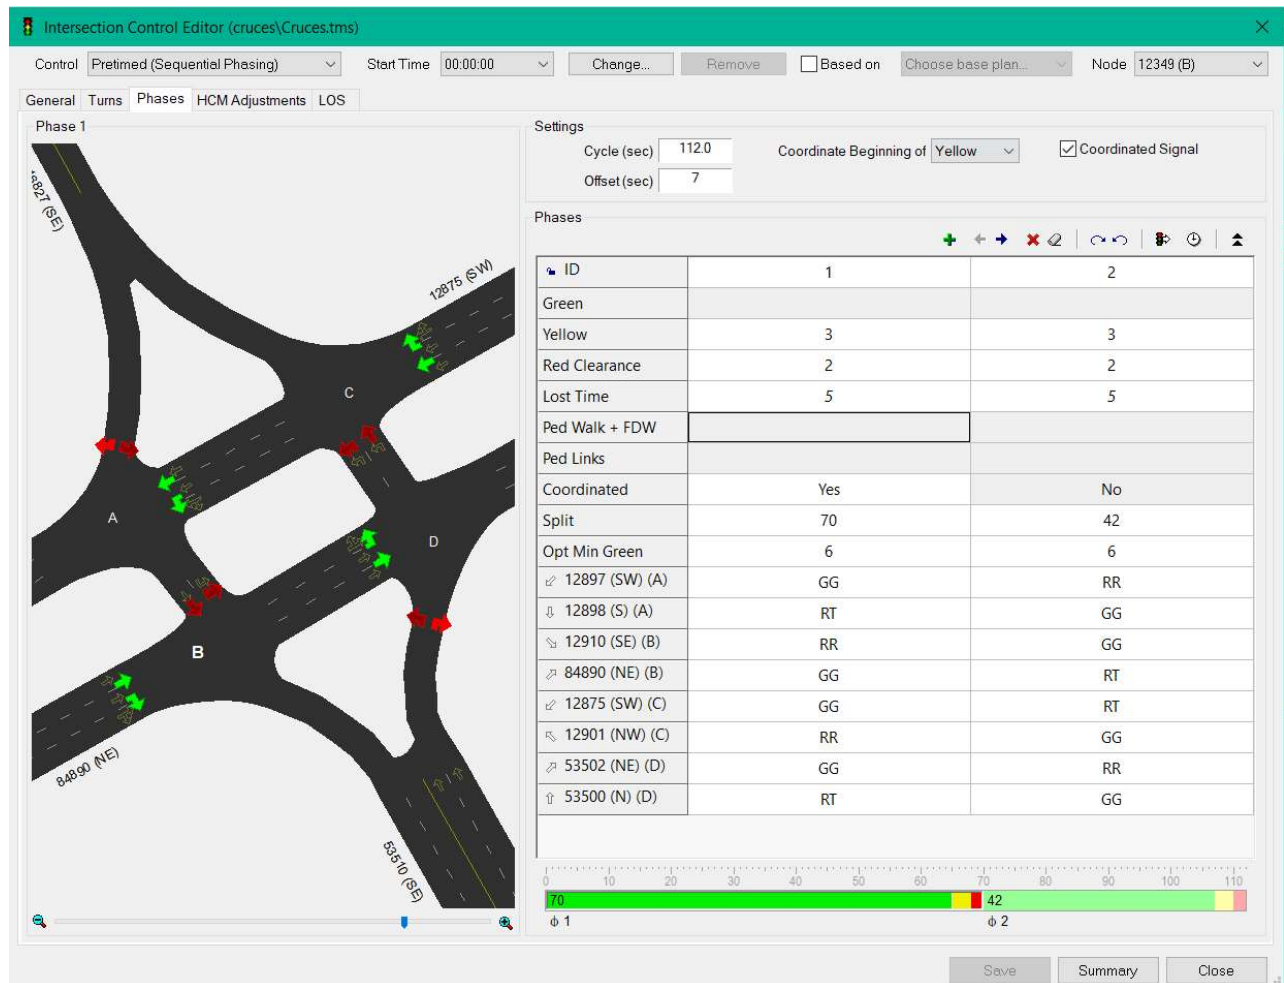 Intersection Control Editor (cruces\Cruces.tms)
Control Pretimed (Sequential Phasing) Start Time 00:00:00 Change... Remove Based on Choose base plan... Node 12349 (B)
General Turns Phases HCM Adjustments LOS
Phase 1
(SE)
12875 (SW)
C
A
D
B
84890 (NE)
53510 (SE)
Settings
Cycle (sec) 112.0 Coordinate Beginning of Yellow Coordinated Signal
Offset (sec) 7
Phases
ID 1 2
Green
Yellow 3 3
Red Clearance 2 2
Lost Time 5 5
Ped Walk + FDW
Ped Links
Coordinated Yes No
Split 70 42
Opt Min Green 6 6
12897 (SW) (A) GG RR
12898 (S) (A) RT GG
12910 (SE) (B) RR GG
84890 (NE) (B) GG RT
12875 (SW) (C) GG RT
12901 (NW) (C) RR GG
53502 (NE) (D) GG RR
53500 (N) (D) RT GG
0 10 20 30 40 50 60 70 80 90 100 110
70 42
ϕ 1 ϕ 2
Save Summary Close